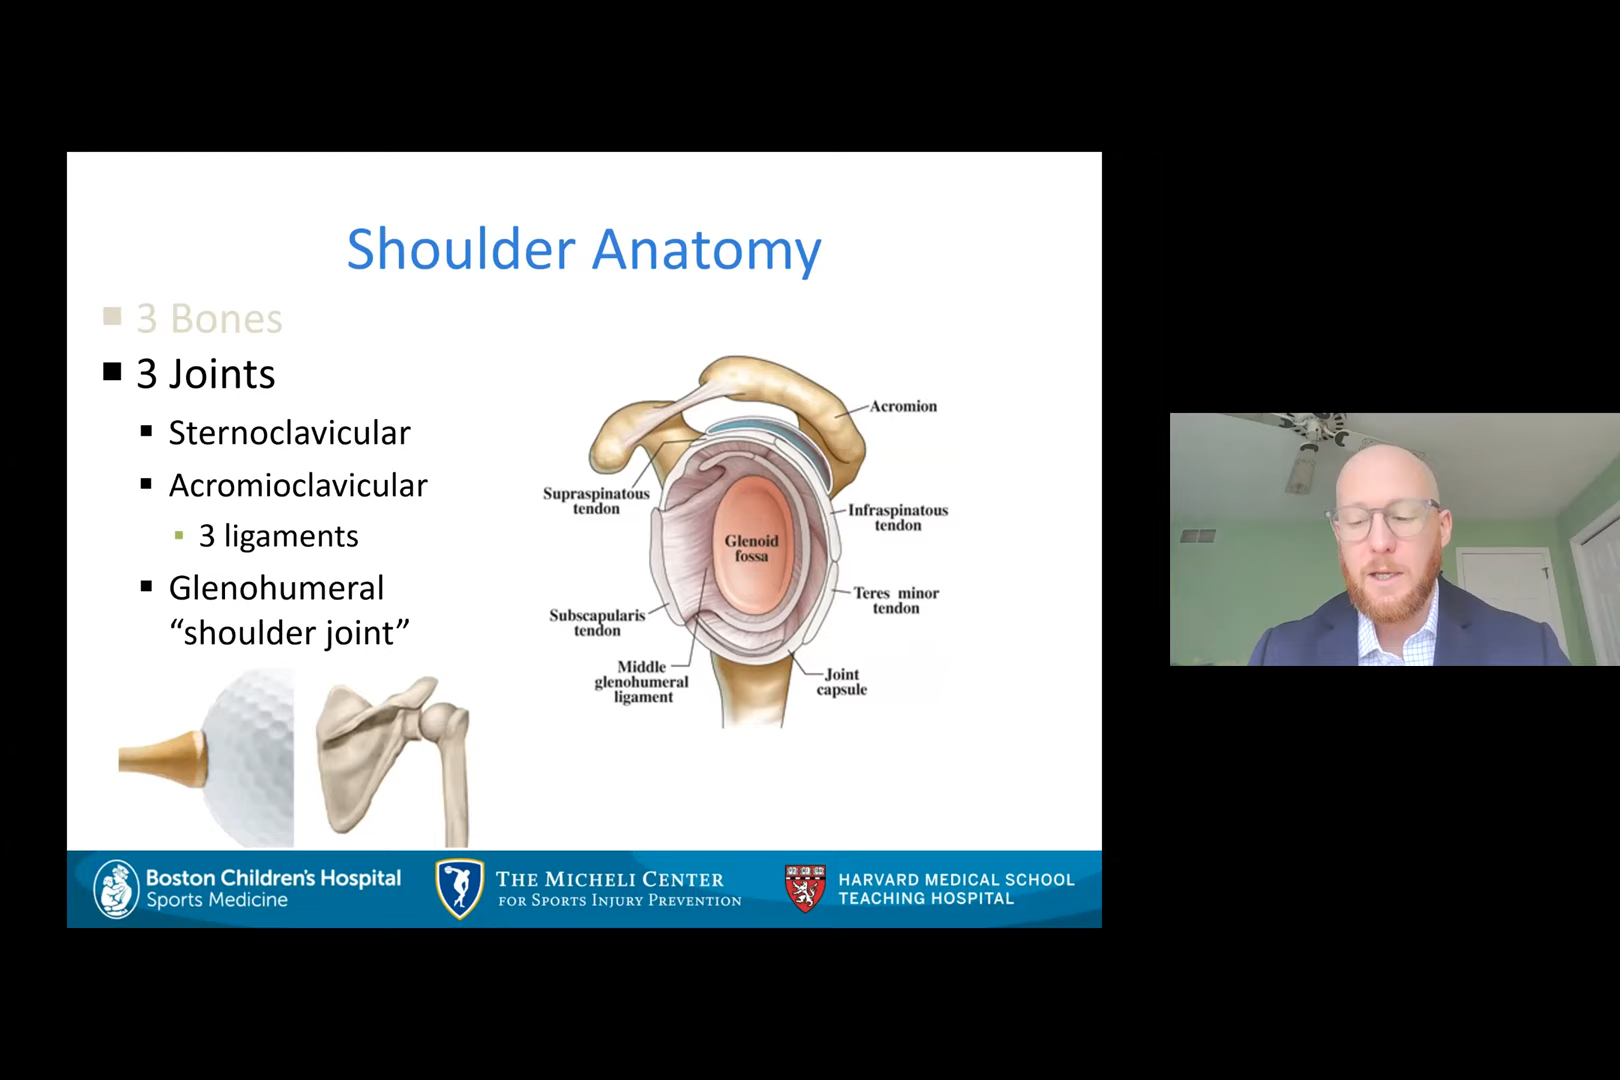 Shoulder Anatomy
3 Bones
3 Joints
Sternoclavicular
Acromioclavicular
3 ligaments
Glenohumeral
“shoulder joint”
Acromion
Supraspinatous
tendon
Infraspinatous
tendon
Glenoid
fossa
Teres minor
tendon
Subscapularis
tendon
Middle
glenohumeral
ligament
Joint
capsule
Boston Children's Hospital
Sports Medicine
THE MICHELI CENTER
FOR SPORTS INJURY PREVENTION
HARVARD MEDICAL SCHOOL
TEACHING HOSPITAL